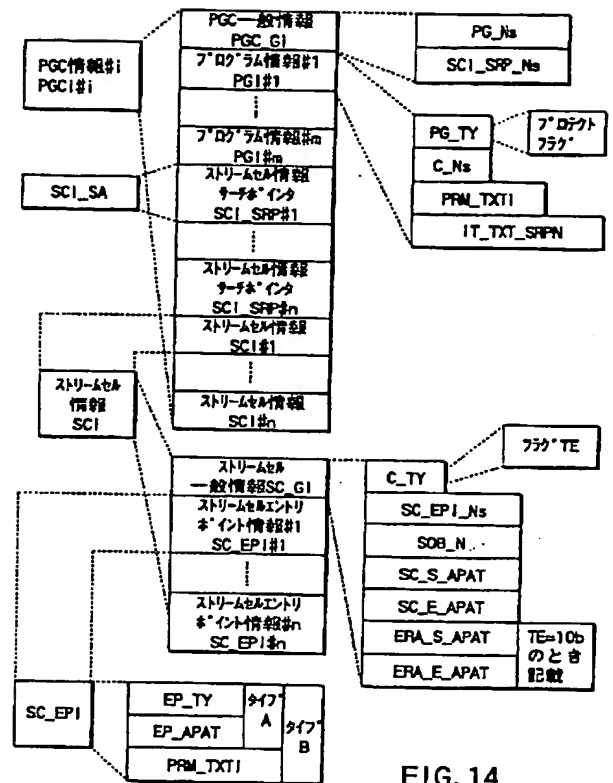 PGC一般情報
PGC_GI
プログラム情報#1
PGI#1
プログラム情報#m
PGI#m
ストリームセル情報
サーチポインタ
SCI_SRP#1
ストリームセル情報
サーチポインタ
SCI_SRP#n
ストリームセル情報
SCI#1
ストリームセル情報
SCI#n
PGC情報#i
PGCI#i
SCI_SA
PG_Ns
SCI_SRP_Ns
PG_TY
プロテクト
フラグ
C_Ns
PRM_TXTI
IT_TXT_SRPN
ストリームセル
情報
SCI
ストリームセル
一般情報SC_GI
ストリームセルエントリ
ポイント情報#1
SC_EPI#1
ストリームセルエントリ
ポイント情報#n
SC_EPI#n
フラグTE
C_TY
SC_EPI_Ns
SOB_N
SC_S_APAT
SC_E_APAT
ERA_S_APAT
ERA_E_APAT
TE=10b
のとき
記載
SC_EPI
EP_TY
EP_APAT
PRM_TXTI
タイプ
A
タイプ
B
FIG. 14